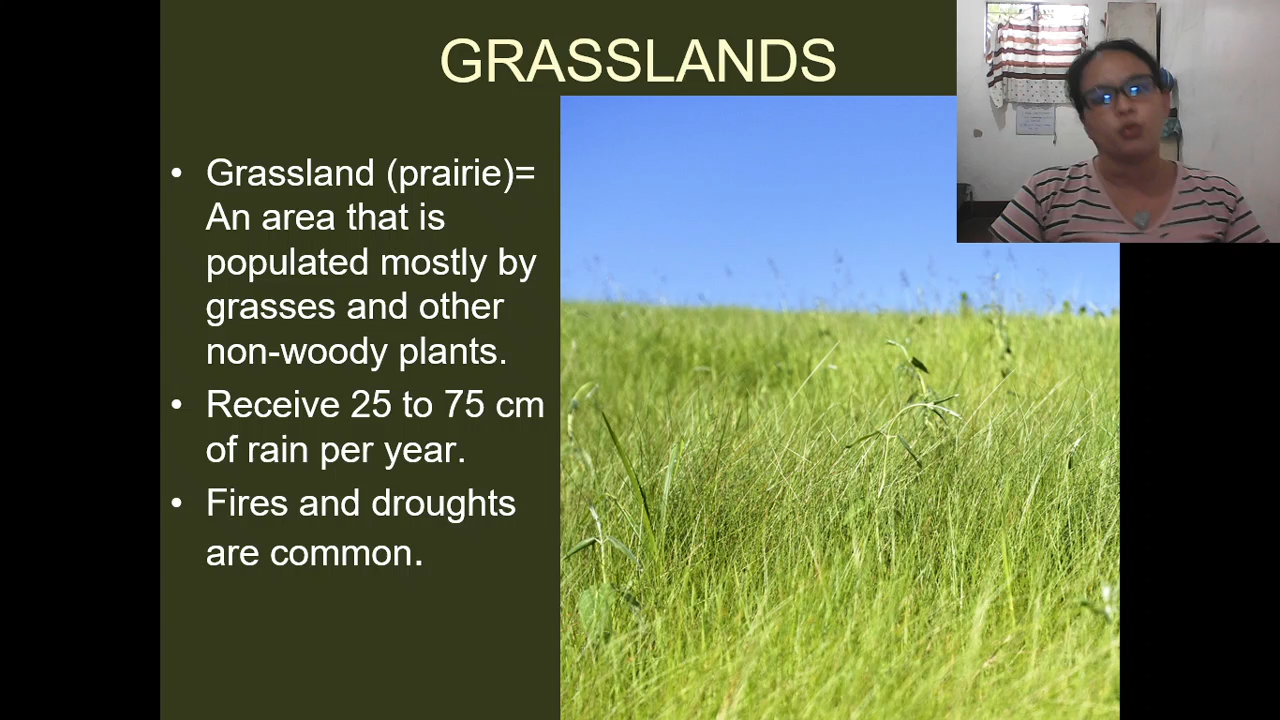 GRASSLANDS
• Grassland (prairie)=
An area that is
populated mostly by
grasses and other
non-woody plants.
• Receive 25 to 75 cm
of rain per year.
• Fires and droughts
are common.